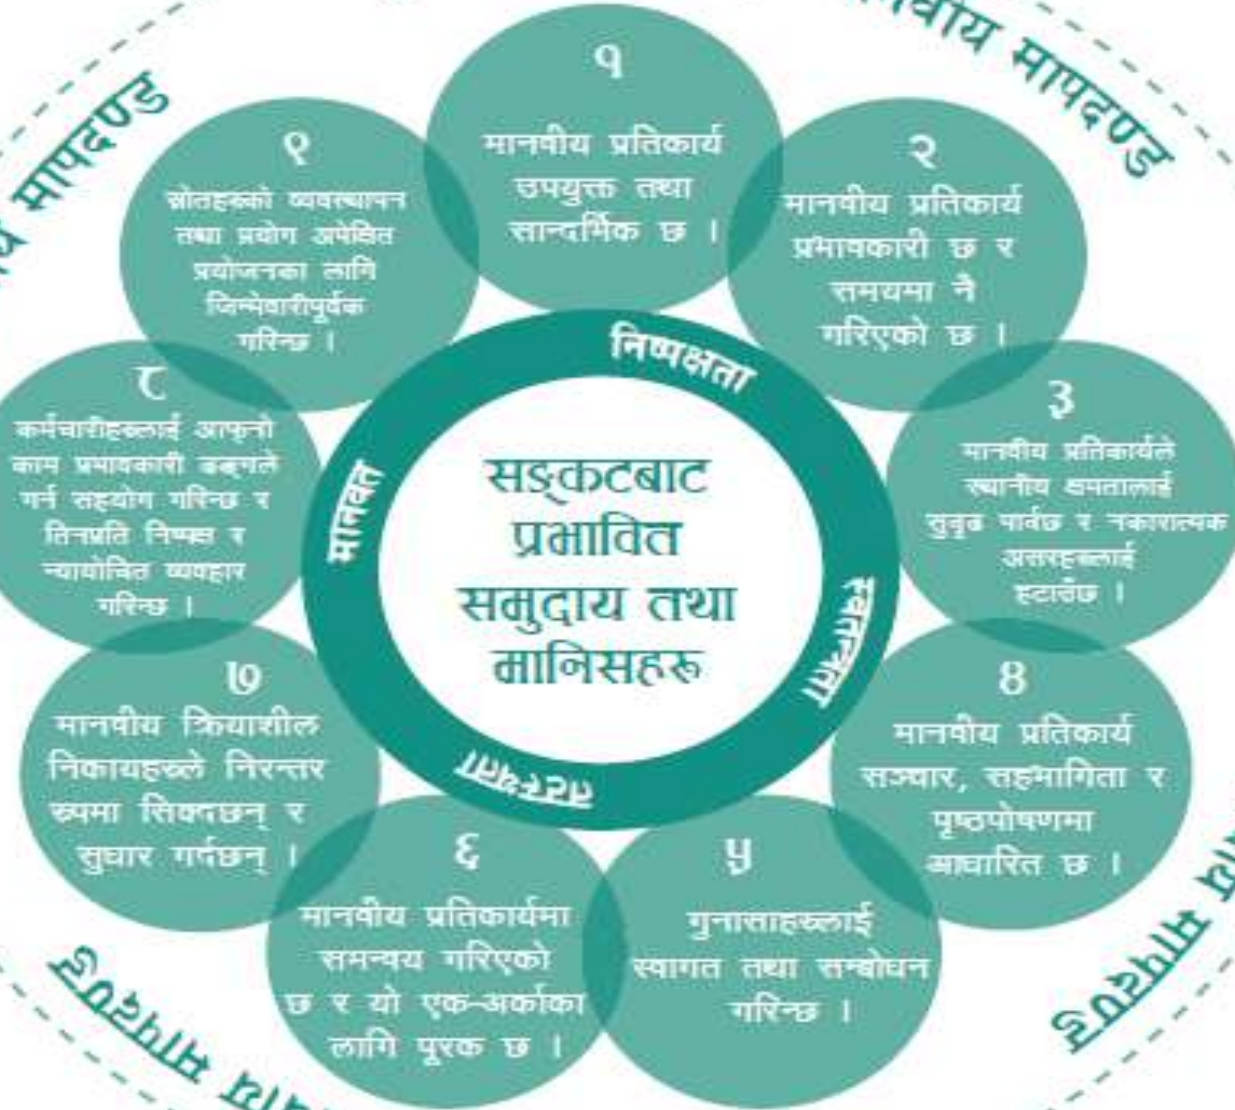 मापदण्ड
मापदण्ड
१
मानवीय प्रतिकार्य
उपयुक्त तथा
सान्दर्भिक छ ।
२
मानवीय प्रतिकार्य
प्रभावकारी छ र
समयमा नै
गरिएको छ ।
३
मानवीय प्रतिकार्यले
स्थानीय क्षमतालाई
सुदृढ पार्वछ र नकारात्मक
असरहरूलाई
हटाउँछ ।
४
मानवीय प्रतिकार्य
सञ्चार, सहभागिता र
पृष्ठपोषणमा
आधारित छ ।
५
गुनासाहरूलाई
स्वागत तथा सम्बोधन
गरिन्छ ।
६
मानवीय प्रतिकार्यमा
समन्वय गरिएको
छ र यो एक-अर्काका
लागि पूरक छ ।
७
मानवीय क्रियाशील
निकायहरूले निरन्तर
रूपमा सिक्दछन् र
सुधार गर्दछन् ।
८
कर्मचारीहरूलाई आफ्नो
काम प्रभावकारी ढङ्गले
गर्न सहयोग गरिन्छ र
तिनप्रति निष्पक्ष र
न्यायोचित व्यवहार
गरिन्छ ।
९
स्रोतहरूको व्यवस्थापन
तथा प्रयोग अपेक्षित
प्रयोजनका लागि
जिम्मेवारीपूर्वक
गरिन्छ ।
निष्पक्षता
स्वतन्त्रता
तटस्थता
मानवत
सङ्कटबाट
प्रभावित
समुदाय तथा
मानिसहरू
मापदण्ड
मापदण्ड